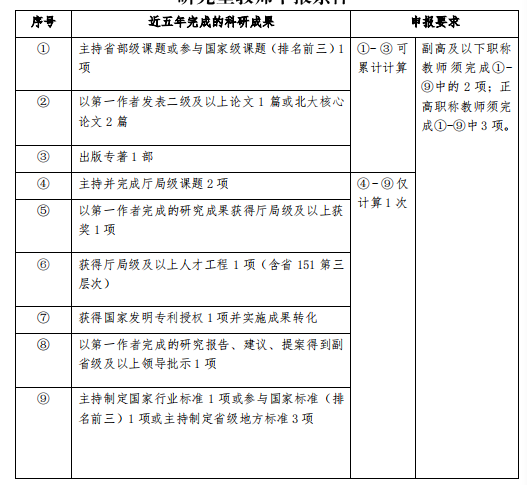 研究型教师申报条件
序号 近五年完成的科研成果 申报要求
① 主持省部级课题或参与国家级课题（排名前三）1
项
② 以第一作者发表二级及以上论文 1 篇或北大核心
论文 2 篇
③ 出版专著 1 部
①-③可
累计计算
副高及以下职称
教师须完成①-
⑨中的 2 项；正
高职称教师须完
成①-⑨中 3 项。
④ 主持并完成厅局级课题 2 项
⑤ 以第一作者完成的研究成果获得厅局级及以上获
奖 1 项
⑥ 获得厅局级及以上人才工程 1 项（含省 151 第三
层次）
⑦ 获得国家发明专利授权 1 项并实施成果转化
⑧ 以第一作者完成的研究报告、建议、提案得到副
省级及以上领导批示 1 项
⑨ 主持制定国家行业标准 1 项或参与国家标准（排
名前三）1 项或主持制定省级地方标准 3 项
④-⑨仅
计算 1 次